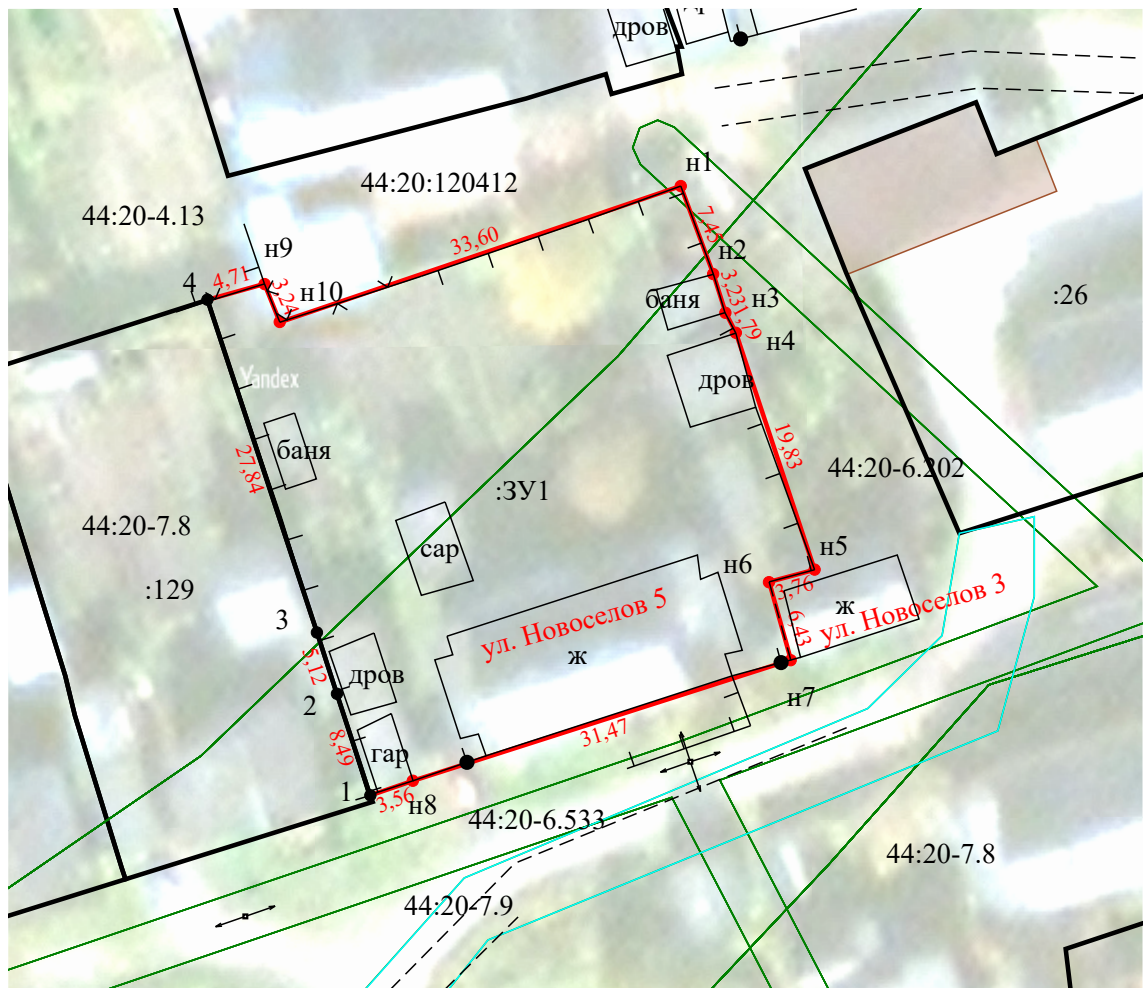 дров
н1
44:20:120412
44:20-4.13
7,45
33,60
н9
н2
4,71
4
3,24
н10
3,23
баня
н3
1,79
:26
н4
Yandex
дров
19,83
баня
27,84
44:20-6.202
:ЗУ1
44:20-7.8
сар
н5
н6
:129
3,76
ж
ул. Новоселов 3
ул. Новоселов 5
6,43
3
ж
5,12
дров
2
н7
8,49
31,47
гар
1
3,56
н8
44:20-6.533
44:20-7.8
44:20-7.9